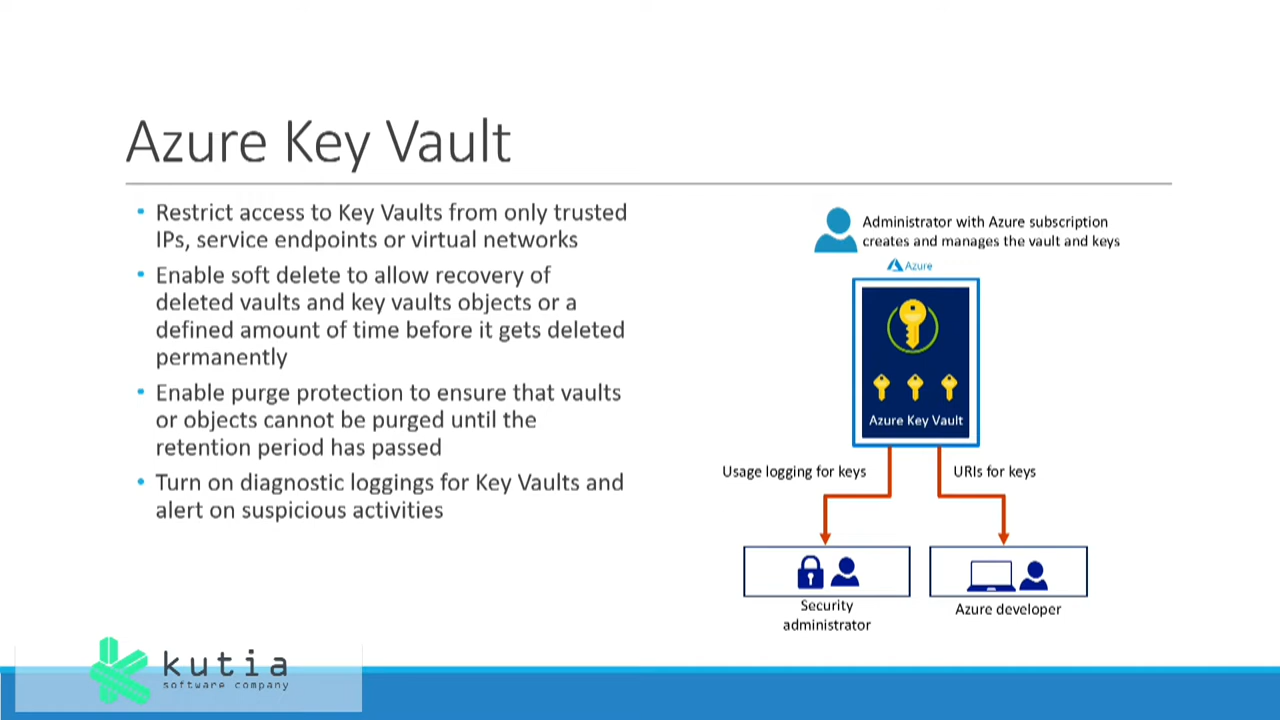 Azure Key Vault
• Restrict access to Key Vaults from only trusted
IPs, service endpoints or virtual networks
• Enable soft delete to allow recovery of
deleted vaults and key vaults objects or a
defined amount of time before it gets deleted
permanently
• Enable purge protection to ensure that vaults
or objects cannot be purged until the
retention period has passed
• Turn on diagnostic loggings for Key Vaults and
alert on suspicious activities
Administrator with Azure subscription
creates and manages the vault and keys
Azure
Azure Key Vault
Usage logging for keys
URIs for keys
Security
administrator
Azure developer
kutia
software company